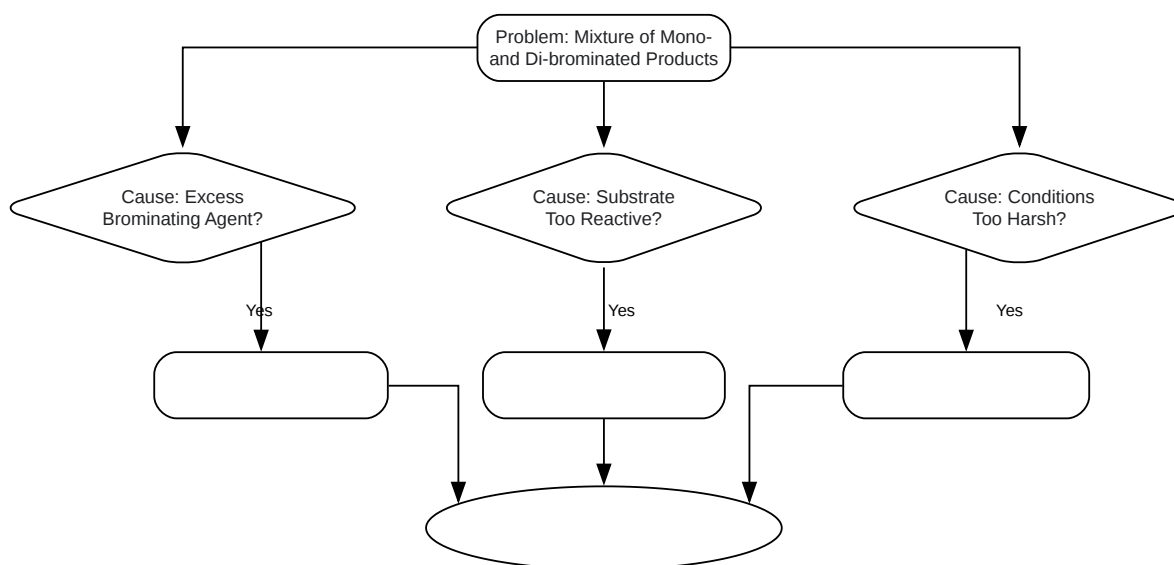 Problem: Mixture of Mono-
and Di-brominated Products
Cause: Excess
Brominating Agent?
Cause: Substrate
Too Reactive?
Cause: Conditions
Too Harsh?
Yes
Yes
Yes